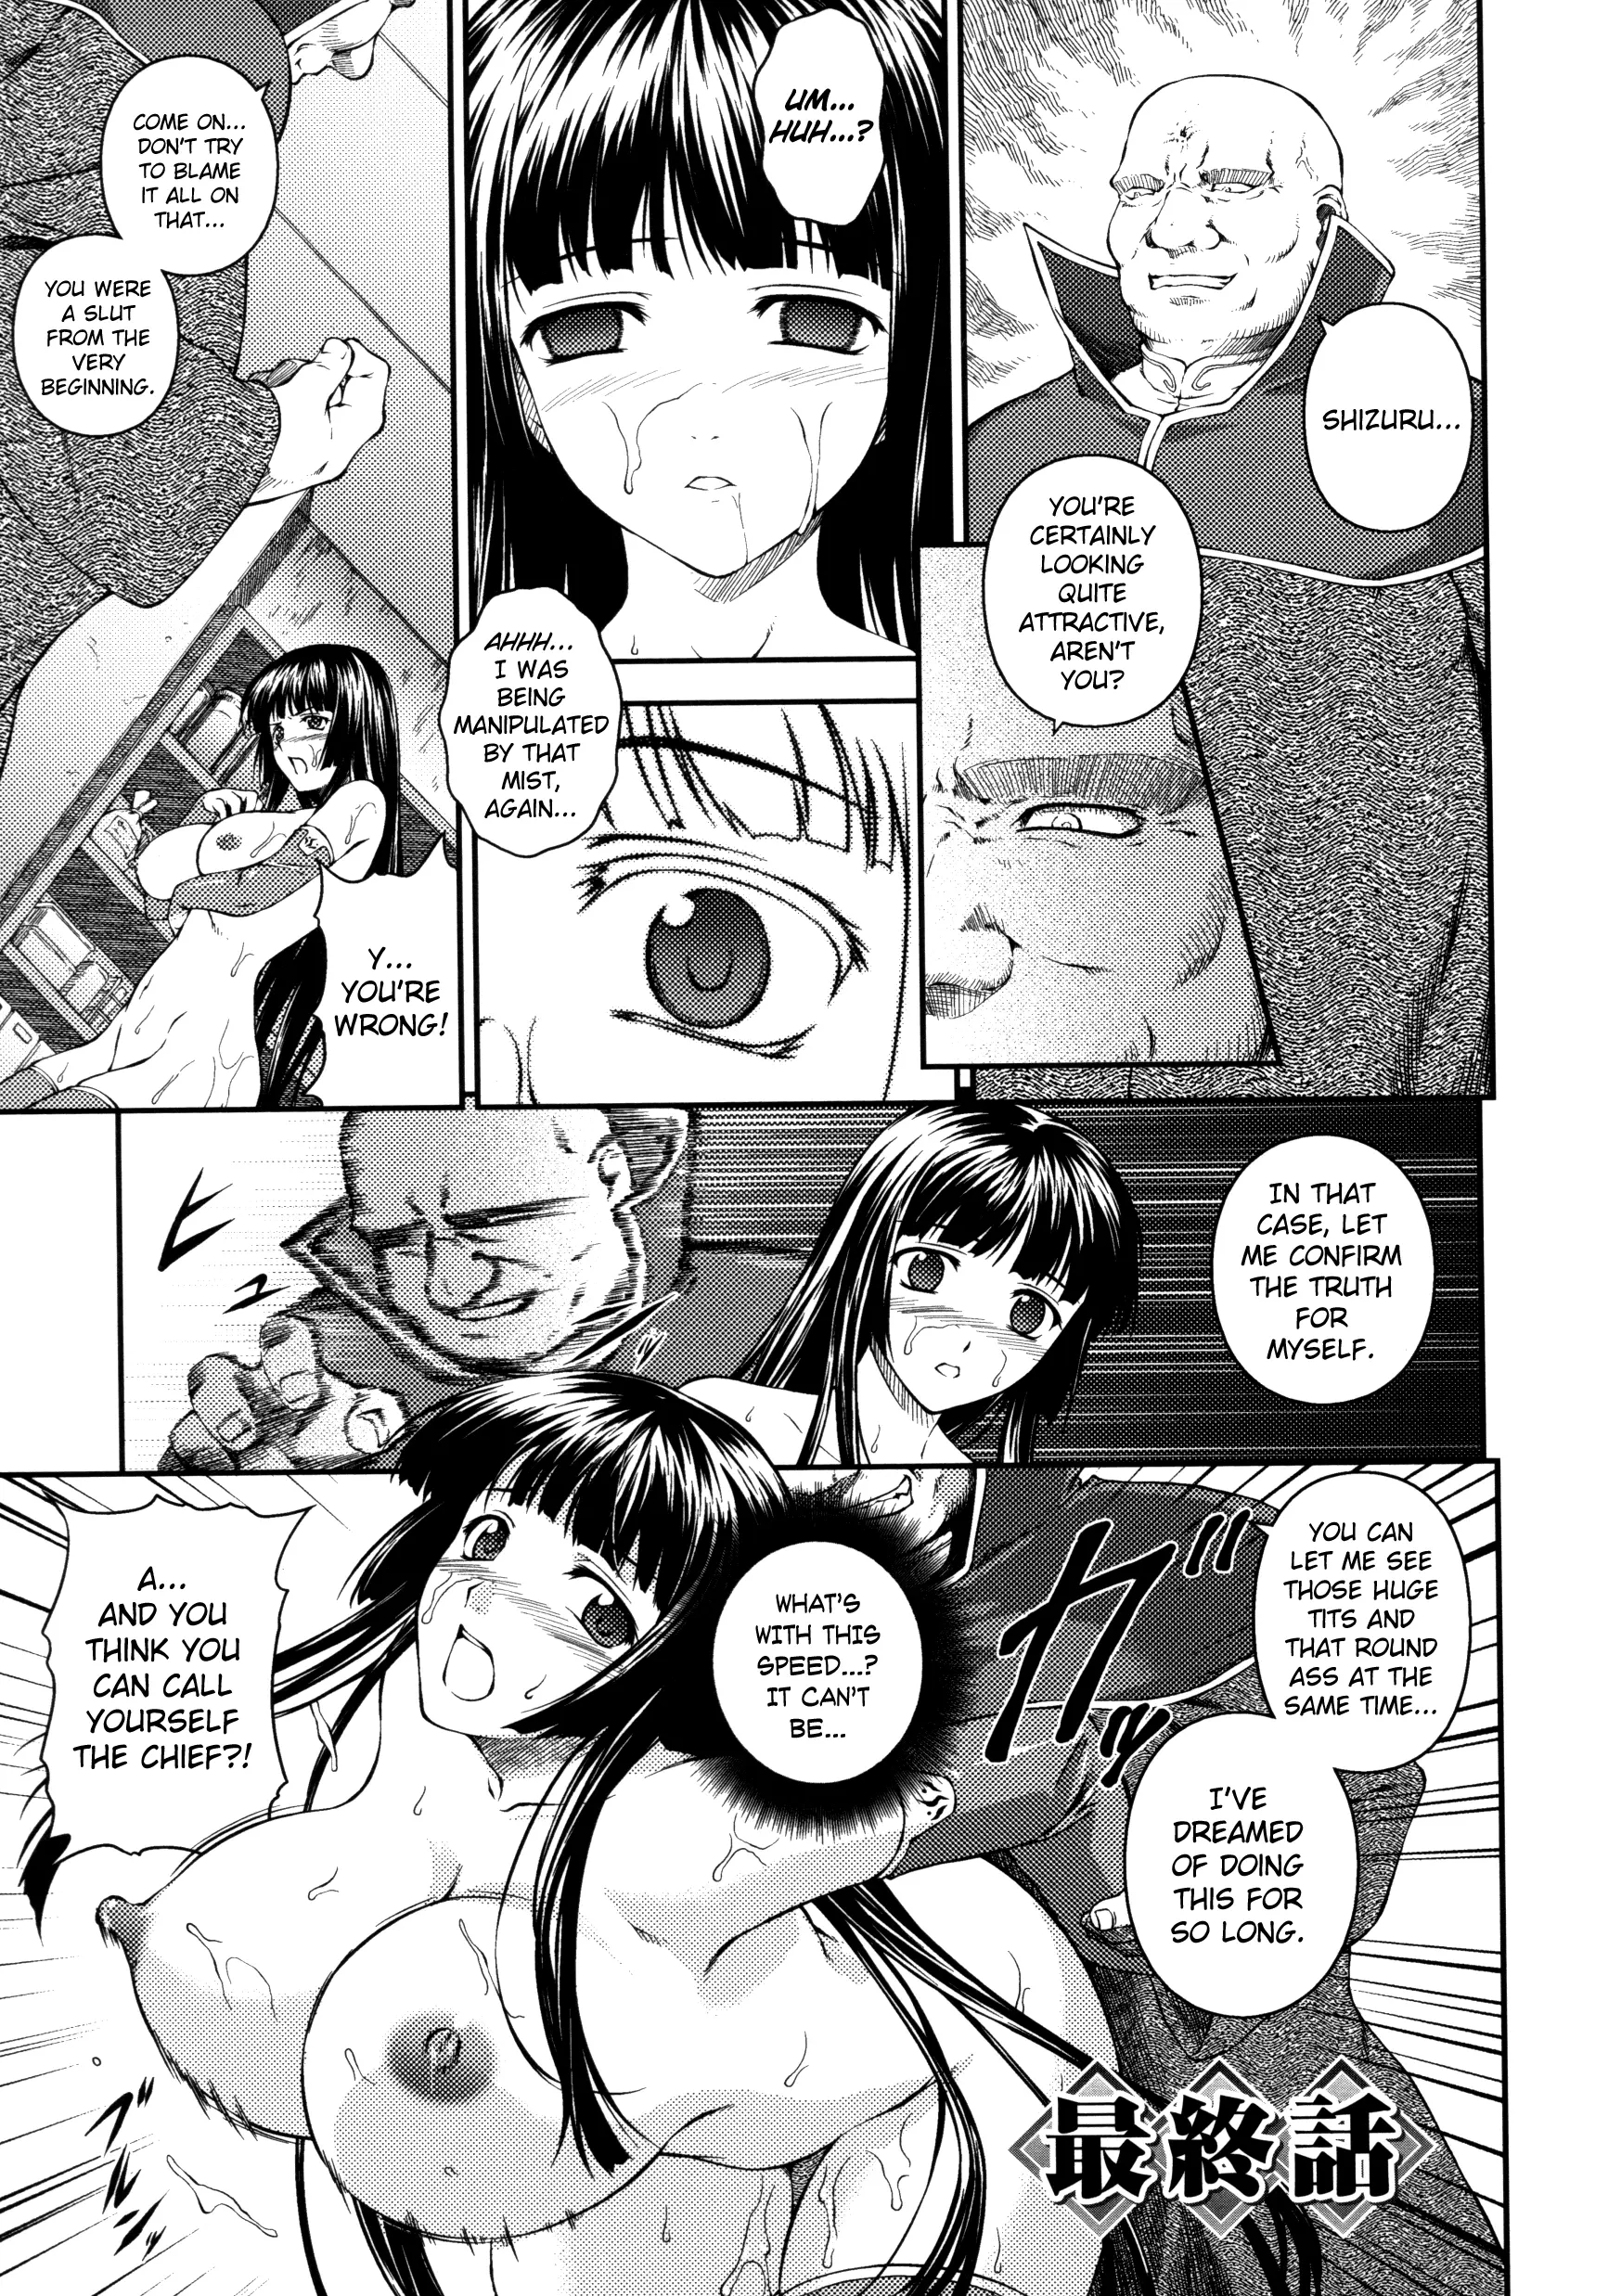 SHIZURU...
YOU'RE
CERTAINLY
LOOKING
QUITE
ATTRACTIVE,
AREN'T
YOU?
UM...
HUH...?
AHHH...
I WAS
BEING
MANIPULATED
BY THAT
MIST,
AGAIN...
COME ON...
DON'T TRY
TO BLAME
IT ALL ON
THAT...
YOU WERE
A SLUT
FROM THE
VERY
BEGINNING.
Y...
YOU'RE
WRONG!
IN THAT
CASE, LET
ME CONFIRM
THE TRUTH
FOR
MYSELF.
ビュ
YOU CAN
LET ME SEE
THOSE HUGE
TITS AND
THAT ROUND
ASS AT THE
SAME TIME...
I'VE
DREAMED
OF DOING
THIS FOR
SO LONG.
ガッ
WHAT'S
WITH THIS
SPEED...?
IT CAN'T
BE...
A...
AND YOU
THINK YOU
CAN CALL
YOURSELF
THE CHIEF?!
最終話